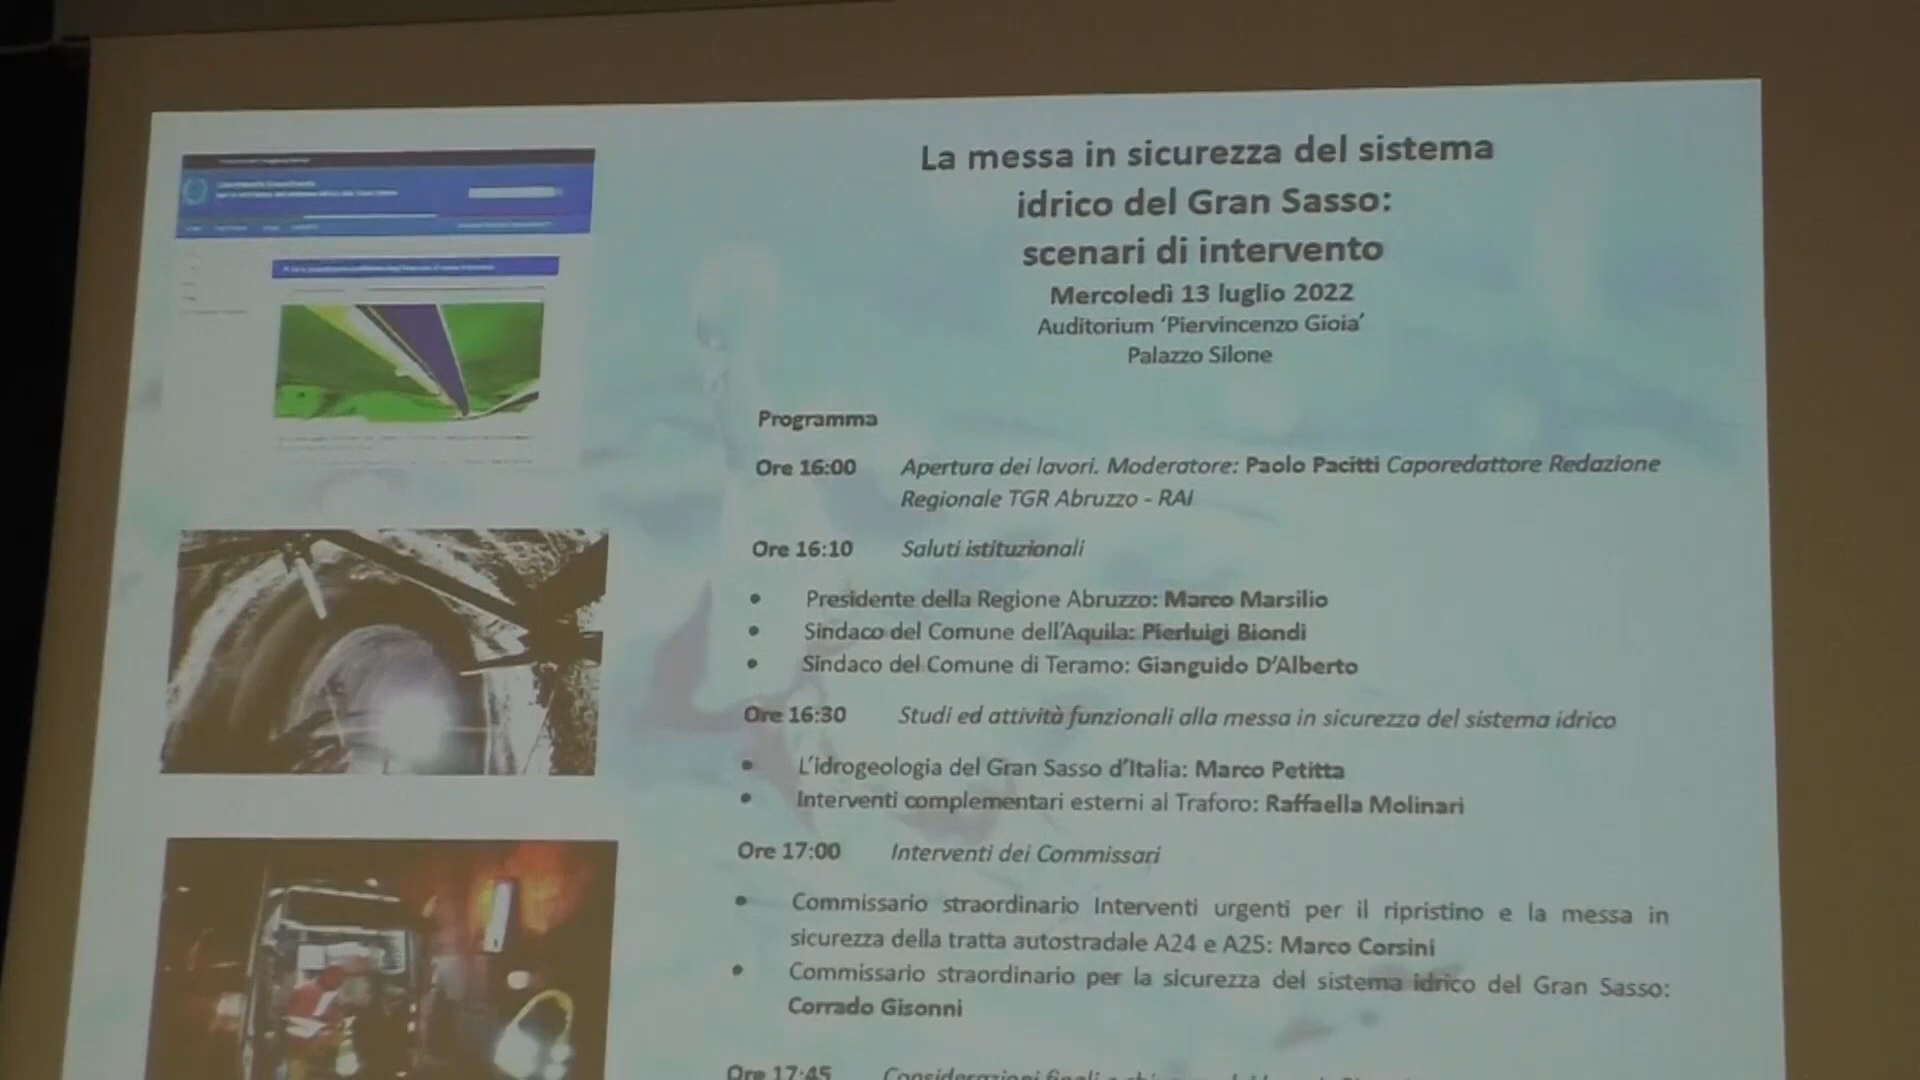 La messa in sicurezza del sistema
idrico del Gran Sasso:
scenari di intervento
Mercoledì 13 luglio 2022
Auditorium ‘Piervincenzo Gioia’
Palazzo Silone
Programma
Ore 16:00 Apertura dei lavori. Moderatore: Paolo Pacitti Caporedattore Redazione
Regionale TGR Abruzzo - RAI
Ore 16:10 Saluti istituzionali
• Presidente della Regione Abruzzo: Marco Marsilio
• Sindaco del Comune dell’Aquila: Pierluigi Biondi
• Sindaco del Comune di Teramo: Gianguido D’Alberto
Ore 16:30 Studi ed attività funzionali alla messa in sicurezza del sistema idrico
• L’idrogeologia del Gran Sasso d’Italia: Marco Petitta
• Interventi complementari esterni al Traforo: Raffaella Molinari
Ore 17:00 Interventi dei Commissari
• Commissario straordinario Interventi urgenti per il ripristino e la messa in
sicurezza della tratta autostradale A24 e A25: Marco Corsini
• Commissario straordinario per la sicurezza del sistema idrico del Gran Sasso:
Corrado Gisonni
Ore 17:45 Considerazioni finali